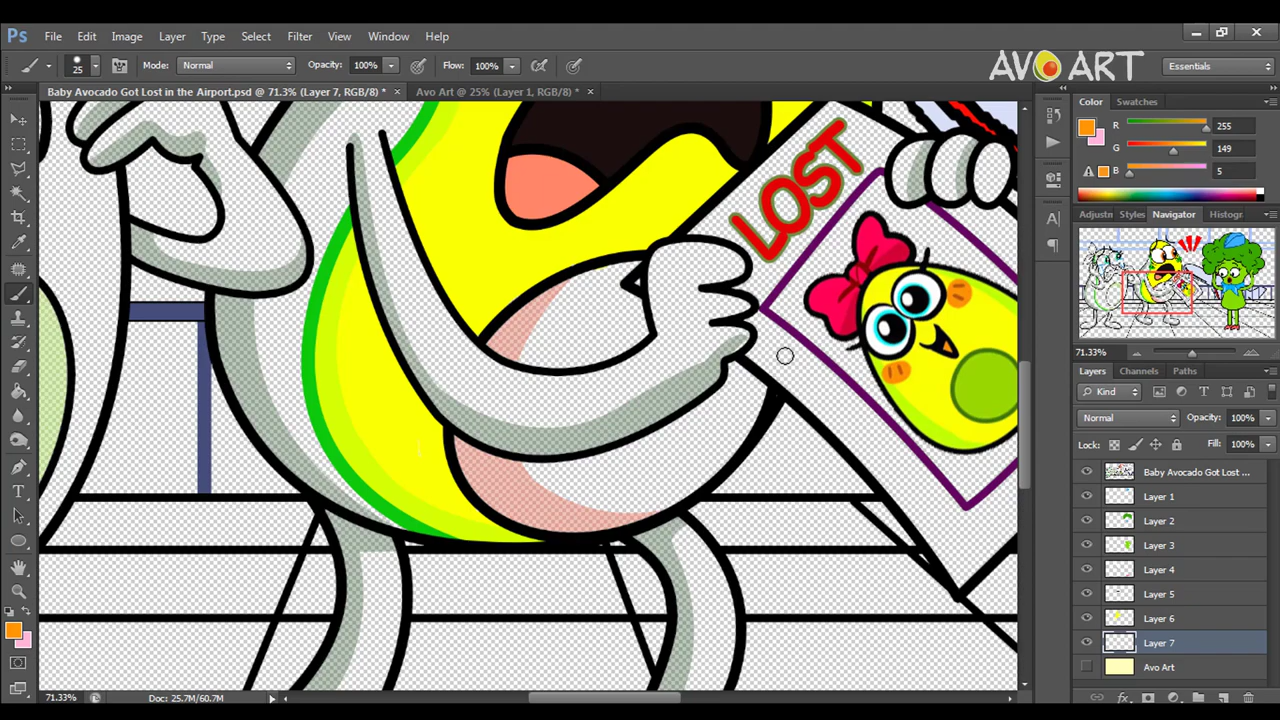 Ps File Edit Image Layer Type Select Filter View Window Help
AVO ART
25 Mode: Normal Opacity: 100% Flow: 100% Essentials
Baby Avocado Got Lost in the Airport.psd @ 71.3% (Layer 7, RGB/8) * × Avo Art @ 25% (Layer 1, RGB/8) * ×
Color Swatches
R 255
G 149
B 5
Adjustm Styles Navigator Histogr
71.33%
Layers Channels Paths
Kind
Normal Opacity: 100%
Lock: Fill: 100%
Baby Avocado Got Lost ...
Layer 1
Layer 2
Layer 3
Layer 4
Layer 5
Layer 6
Layer 7
Avo Art
LOST
71.33% Doc: 25.7M/60.7M